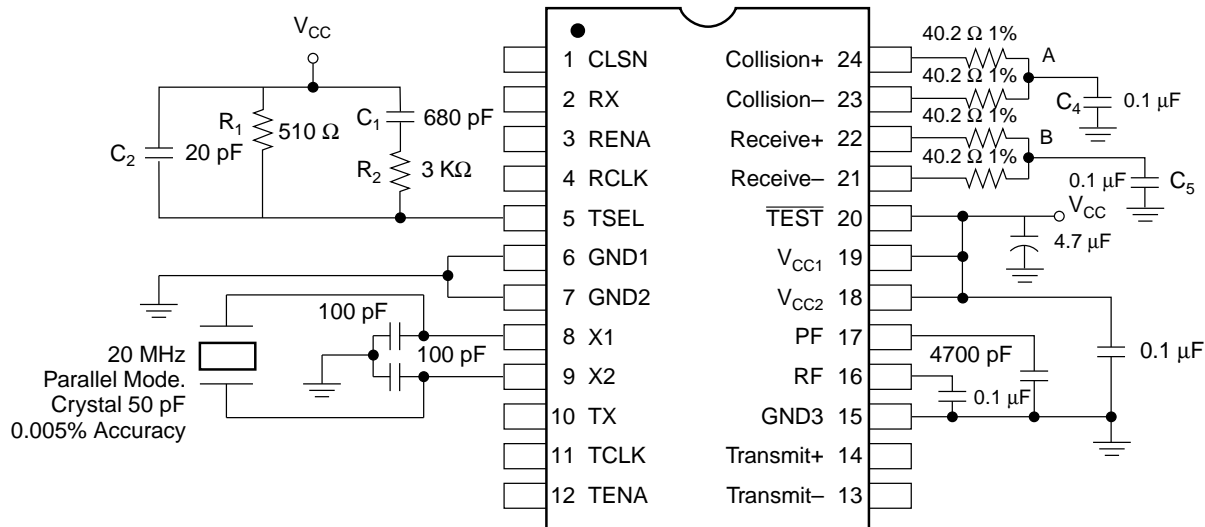 V_CC
C_2 20 pF
R_1 510 Ω
C_1 680 pF
R_2 3 KΩ
20 MHz
Parallel Mode.
Crystal 50 pF
0.005% Accuracy
100 pF
100 pF
1 CLSN
2 RX
3 RENA
4 RCLK
5 TSEL
6 GND1
7 GND2
8 X1
9 X2
10 TX
11 TCLK
12 TENA
Collision+ 24
Collision– 23
Receive+ 22
Receive– 21
TEST 20
V_CC1 19
V_CC2 18
PF 17
RF 16
GND3 15
Transmit+ 14
Transmit– 13
40.2 Ω 1%
A
40.2 Ω 1%
C_4 0.1 µF
40.2 Ω 1%
B
40.2 Ω 1%
0.1 µF C_5
V_CC
4.7 µF
4700 pF
0.1 µF
0.1 µF